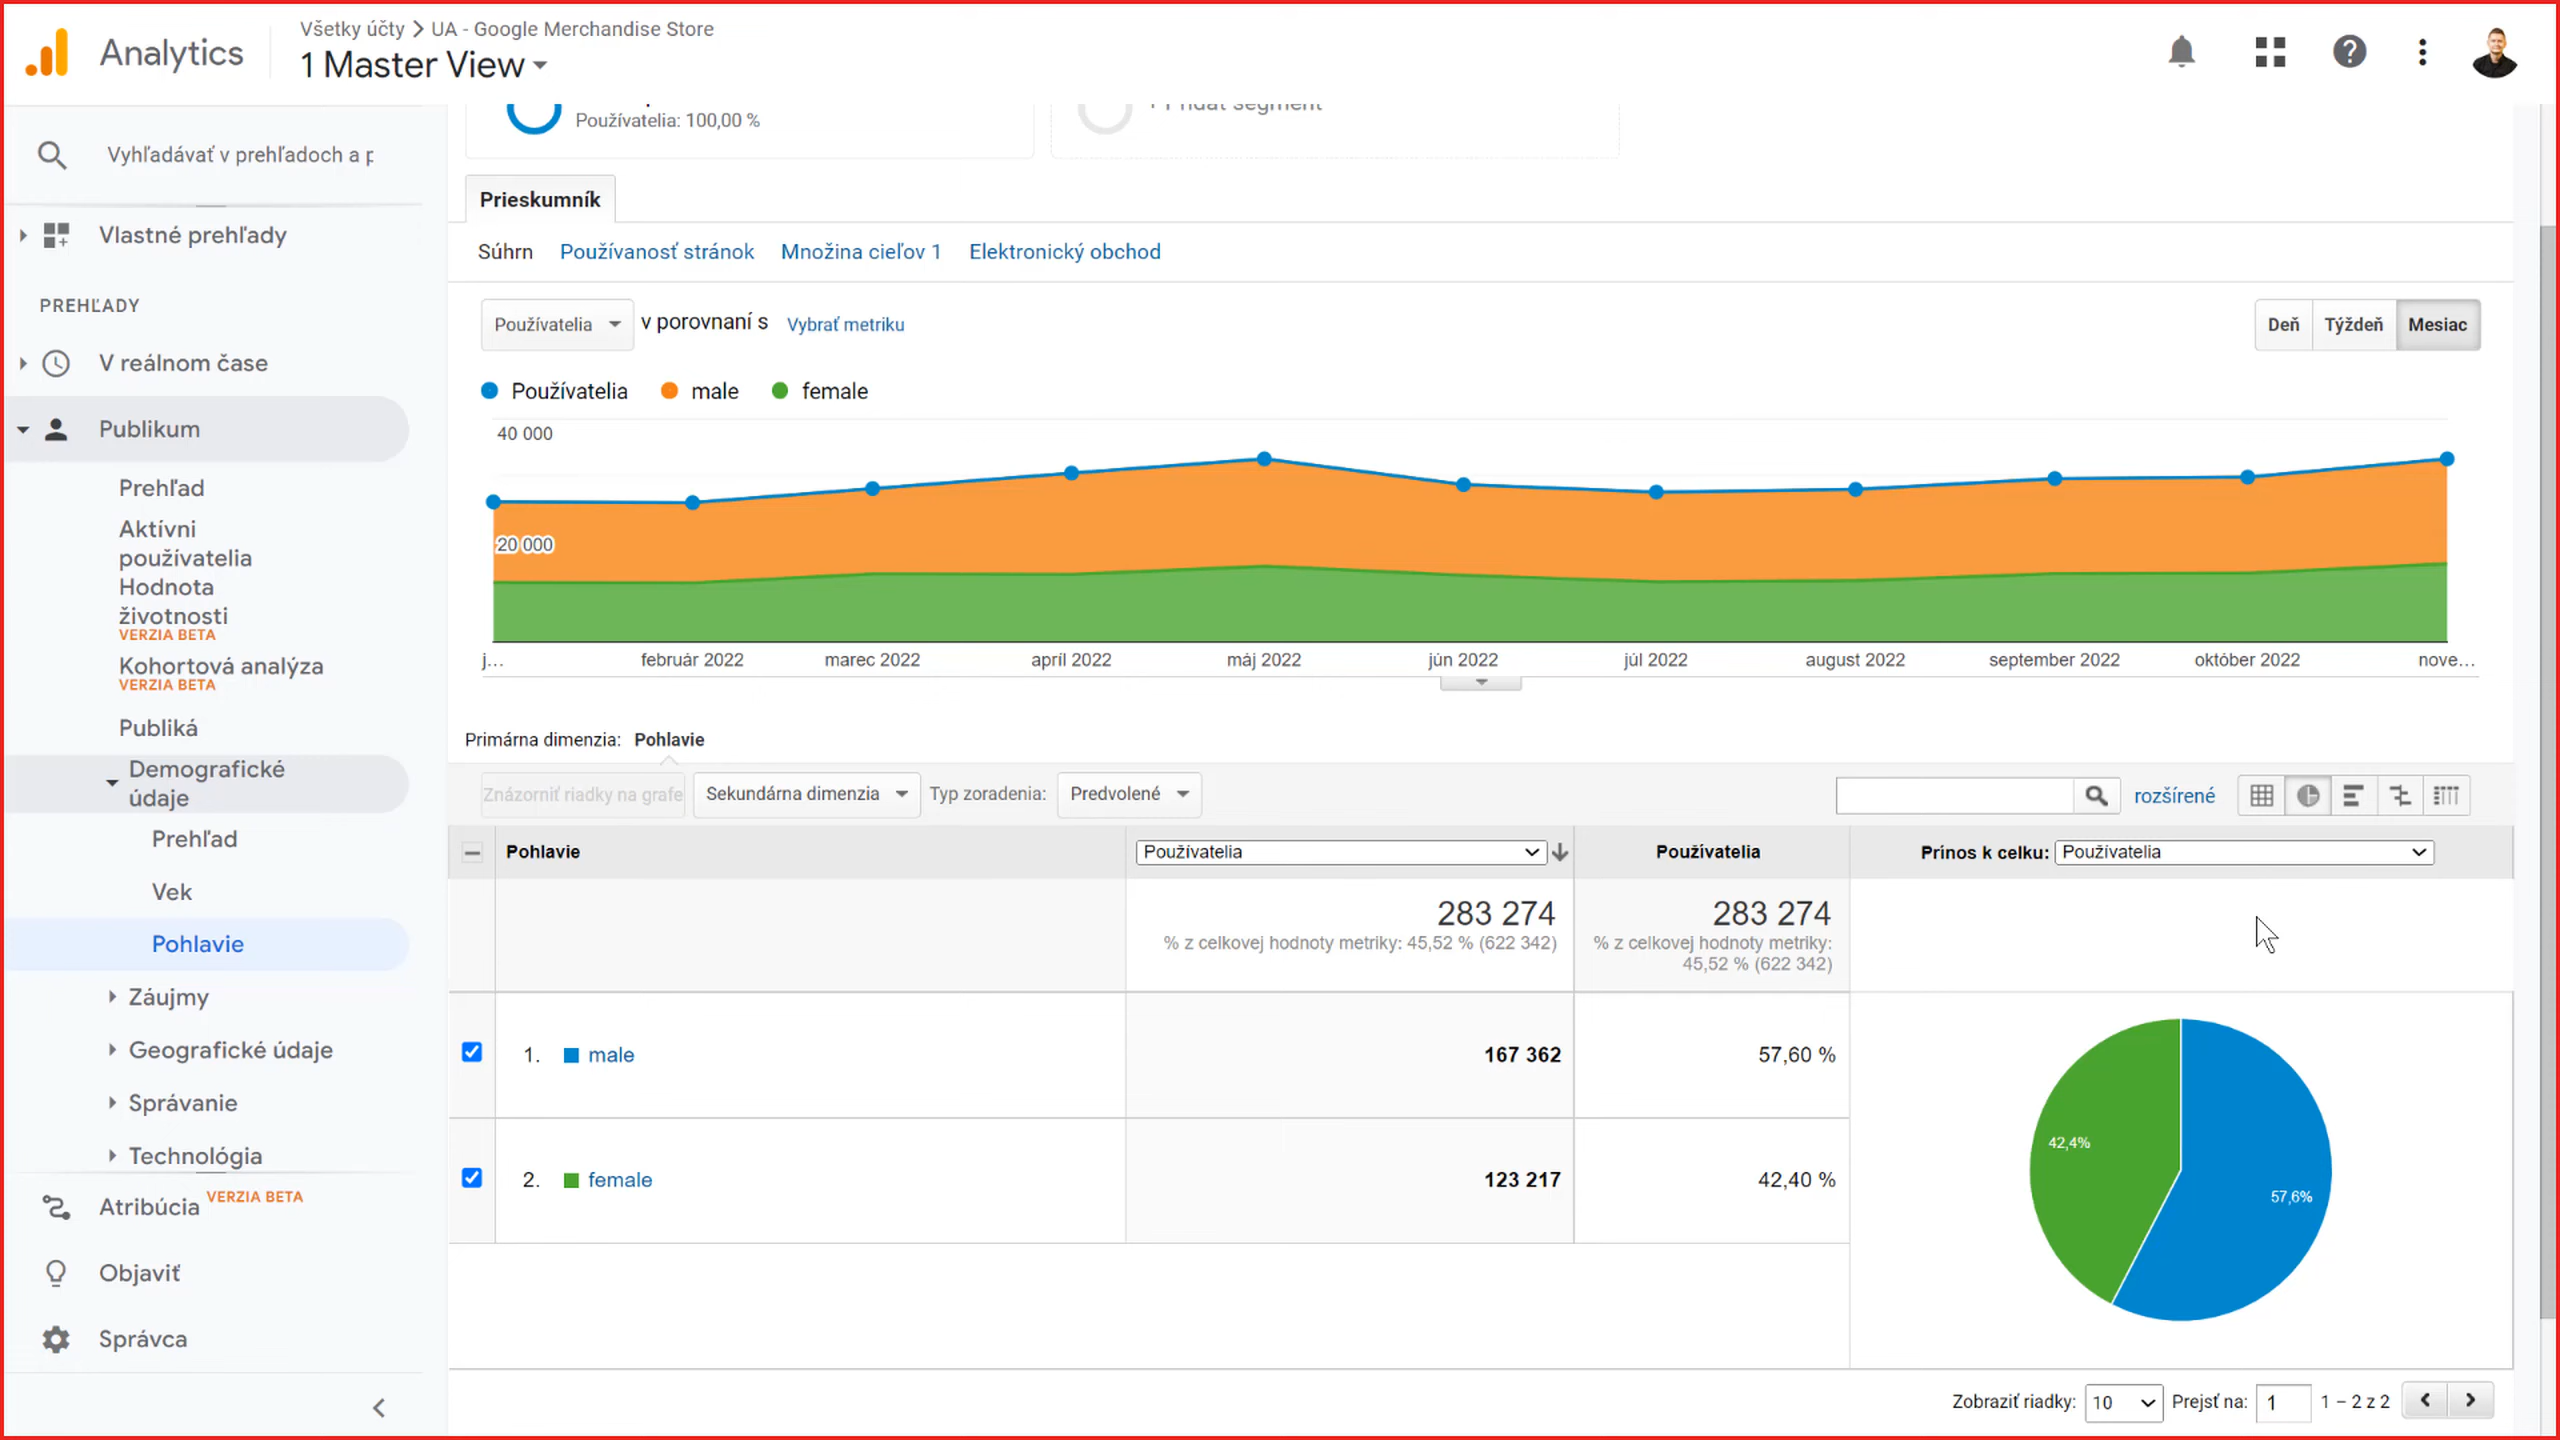 Analytics
Všetky účty > UA - Google Merchandise Store
1 Master View
Používatelia: 100,00 %
Vyhľadávať v prehľadoch a p
Vlastné prehľady
PREHĽADY
V reálnom čase
Publikum
Prehľad
Aktívni
používatelia
Hodnota
životnosti
VERZIA BETA
Kohortová analýza
VERZIA BETA
Publiká
Demografické
údaje
Prehľad
Vek
Pohlavie
Záujmy
Geografické údaje
Správanie
Technológia
Atribúcia VERZIA BETA
Objaviť
Správca
Prieskumník
Súhrn Používanosť stránok Množina cieľov 1 Elektronický obchod
Používatelia v porovnaní s Vybrať metriku
Deň Týždeň Mesiac
Používatelia male female
40 000
20 000
j... február 2022 marec 2022 apríl 2022 máj 2022 jún 2022 júl 2022 august 2022 september 2022 október 2022 nove...
Primárna dimenzia: Pohlavie
Znázorniť riadky na grafe Sekundárna dimenzia Typ zoradenia: Predvolené rozšírené
Pohlavie Používatelia Používatelia Prínos k celku: Používatelia
283 274 283 274
% z celkovej hodnoty metriky: 45,52 % (622 342) % z celkovej hodnoty metriky:
45,52 % (622 342)
1. male 167 362 57,60 %
2. female 123 217 42,40 %
42,4%
57,6%
Zobraziť riadky: 10 Prejsť na: 1 1 – 2 z 2